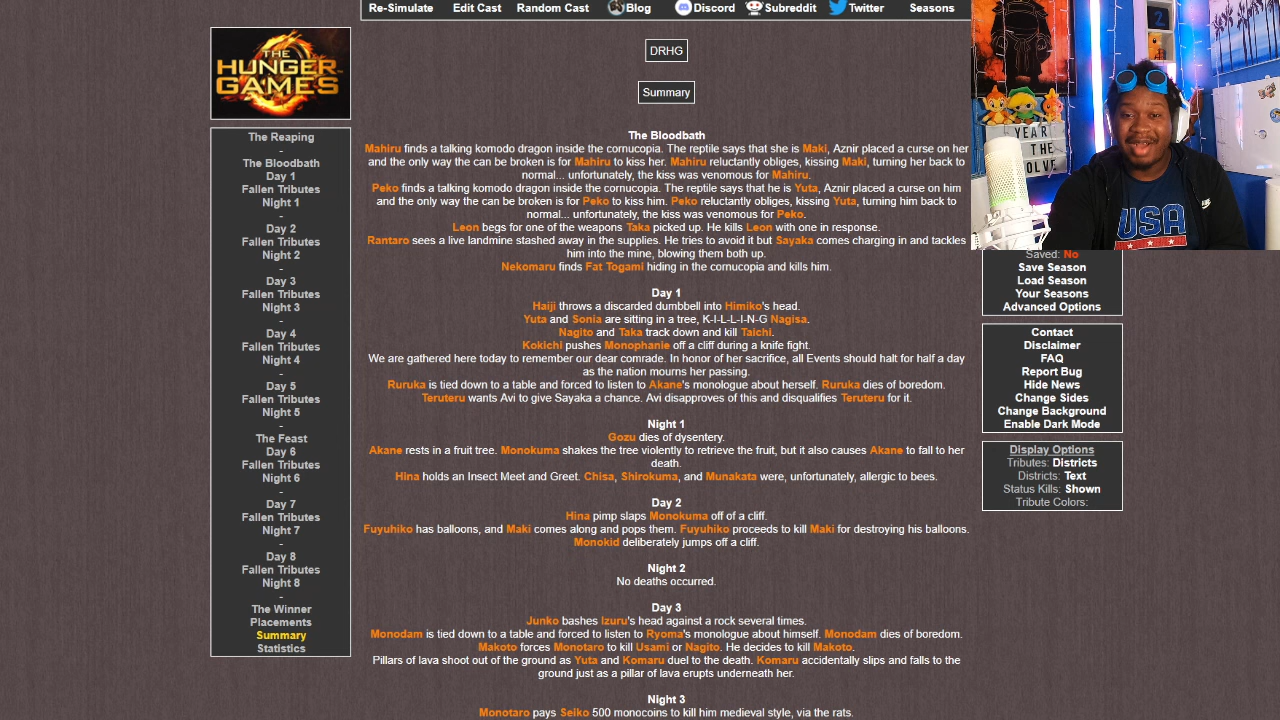 Re-Simulate Edit Cast Random Cast Blog Discord Subreddit Twitter Seasons
THE
HUNGER
GAMES
The Reaping
-
The Bloodbath
Day 1
Fallen Tributes
Night 1
-
Day 2
Fallen Tributes
Night 2
-
Day 3
Fallen Tributes
Night 3
-
Day 4
Fallen Tributes
Night 4
-
Day 5
Fallen Tributes
Night 5
-
The Feast
Day 6
Fallen Tributes
Night 6
-
Day 7
Fallen Tributes
Night 7
-
Day 8
Fallen Tributes
Night 8
-
The Winner
Placements
Summary
Statistics
DRHG
Summary
The Bloodbath
Mahiru finds a talking komodo dragon inside the cornucopia. The reptile says that she is Maki, Aznir placed a curse on her
and the only way the can be broken is for Mahiru to kiss her. Mahiru reluctantly obliges, kissing Maki, turning her back to
normal... unfortunately, the kiss was venomous for Mahiru.
Peko finds a talking komodo dragon inside the cornucopia. The reptile says that he is Yuta, Aznir placed a curse on him
and the only way the can be broken is for Peko to kiss him. Peko reluctantly obliges, kissing Yuta, turning him back to
normal... unfortunately, the kiss was venomous for Peko.
Leon begs for one of the weapons Taka picked up. He kills Leon with one in response.
Rantaro sees a live landmine stashed away in the supplies. He tries to avoid it but Sayaka comes charging in and tackles
him into the mine, blowing them both up.
Nekomaru finds Fat Togami hiding in the cornucopia and kills him.
Day 1
Haiji throws a discarded dumbbell into Himiko's head.
Yuta and Sonia are sitting in a tree, K-I-L-L-I-N-G Nagisa.
Nagito and Taka track down and kill Taichi.
Kokichi pushes Monophanie off a cliff during a knife fight.
We are gathered here today to remember our dear comrade. In honor of her sacrifice, all Events should halt for half a day
as the nation mourns her passing.
Ruruka is tied down to a table and forced to listen to Akane's monologue about herself. Ruruka dies of boredom.
Teruteru wants Avi to give Sayaka a chance. Avi disapproves of this and disqualifies Teruteru for it.
Night 1
Gozu dies of dysentery.
Akane rests in a fruit tree. Monokuma shakes the tree violently to retrieve the fruit, but it also causes Akane to fall to her
death.
Hina holds an Insect Meet and Greet. Chisa, Shirokuma, and Munakata were, unfortunately, allergic to bees.
Day 2
Hina pimp slaps Monokuma off of a cliff.
Fuyuhiko has balloons, and Maki comes along and pops them. Fuyuhiko proceeds to kill Maki for destroying his balloons.
Monokid deliberately jumps off a cliff.
Night 2
No deaths occurred.
Day 3
Junko bashes Izuru's head against a rock several times.
Monodam is tied down to a table and forced to listen to Ryoma's monologue about himself. Monodam dies of boredom.
Makoto forces Monotaro to kill Usami or Nagito. He decides to kill Makoto.
Pillars of lava shoot out of the ground as Yuta and Komaru duel to the death. Komaru accidentally slips and falls to the
ground just as a pillar of lava erupts underneath her.
Night 3
Monotaro pays Seiko 500 monocoins to kill him medieval style, via the rats.
2
YEAR
THE
OLVE
USA
Saved: No
Save Season
Load Season
Your Seasons
Advanced Options
Contact
Disclaimer
FAQ
Report Bug
Hide News
Change Sides
Change Background
Enable Dark Mode
Display Options
Tributes: Districts
Districts: Text
Status Kills: Shown
Tribute Colors: